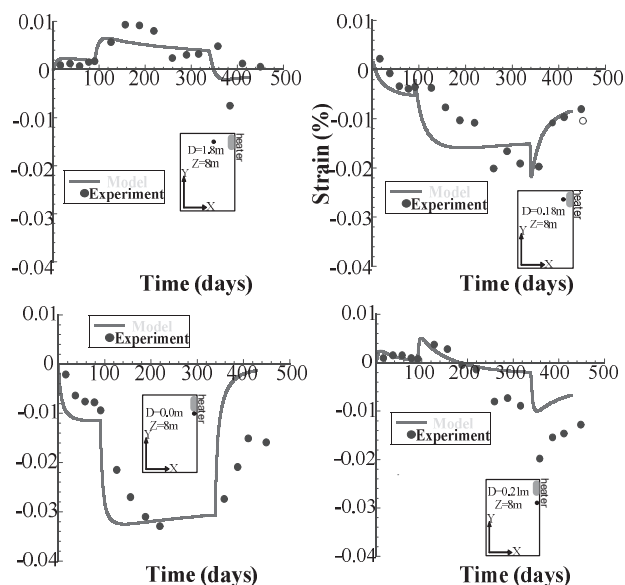 0.01
0
-0.01
-0.02
-0.03
-0.04
100 200 300 400 500
D=1.8m
Z=8m
heater
Y
X
Model
Experiment
Time (days)
0.01
0
-0.01
-0.02
-0.03
-0.04
Strain (%)
100 200 300 400 500
Model
Experiment
D=0.18m
Z=8m
heater
Y
X
Time (days)
0.01
0
-0.01
-0.02
-0.03
-0.04
Model
Experiment
100 200 300 400 500
D=0.0m
Z=8m
heater
Y
X
Time (days)
0.01
0
-0.01
-0.02
-0.03
-0.04
100 200 300 400 500
Model
Experiment
D=0.21m
Z=8m
heater
Y
X
Time (days)